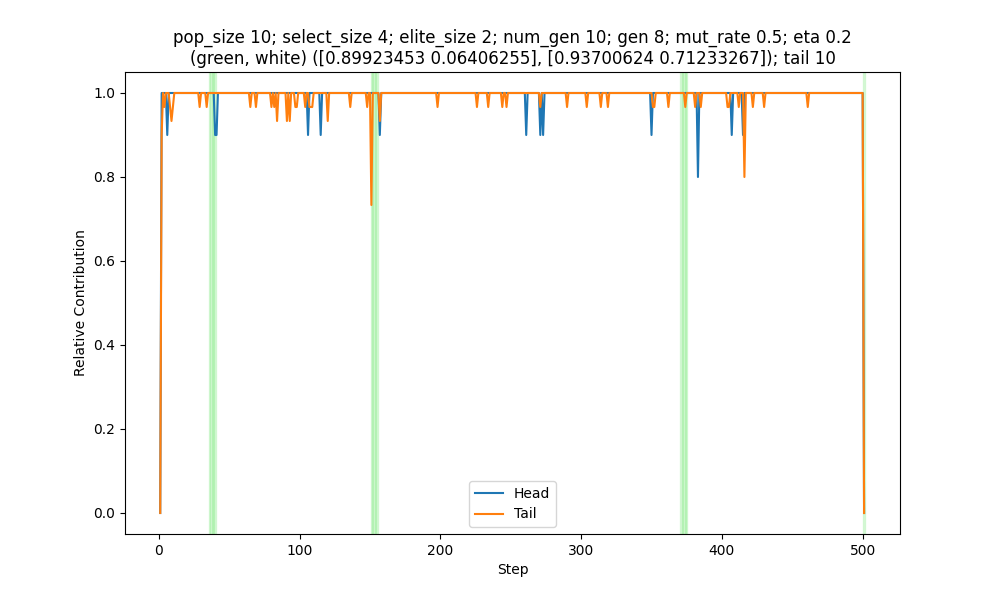 pop_size 10; select_size 4; elite_size 2; num_gen 10; gen 8; mut_rate 0.5; eta 0.2
(green, white) ([0.89923453 0.06406255], [0.93700624 0.71233267]); tail 10
1.0
0.8
0.6
0.4
0.2
0.0
Relative Contribution
Head
Tail
0 100 200 300 400 500
Step